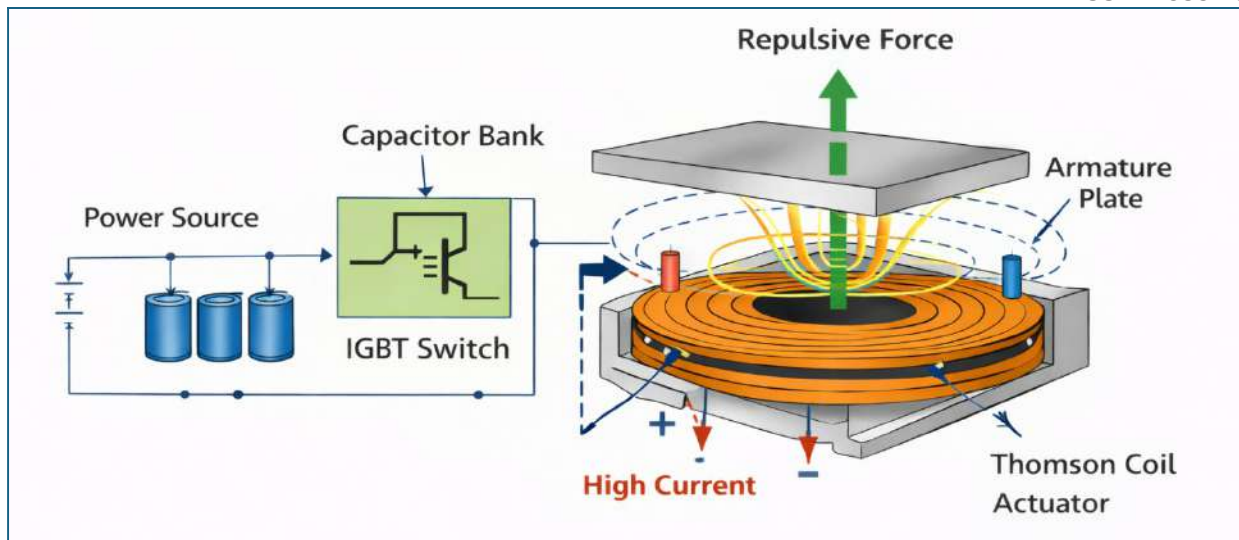 Repulsive Force
Capacitor Bank
Power Source
Armature
Plate
IGBT Switch
+
-
–
High Current
Thomson Coil
Actuator